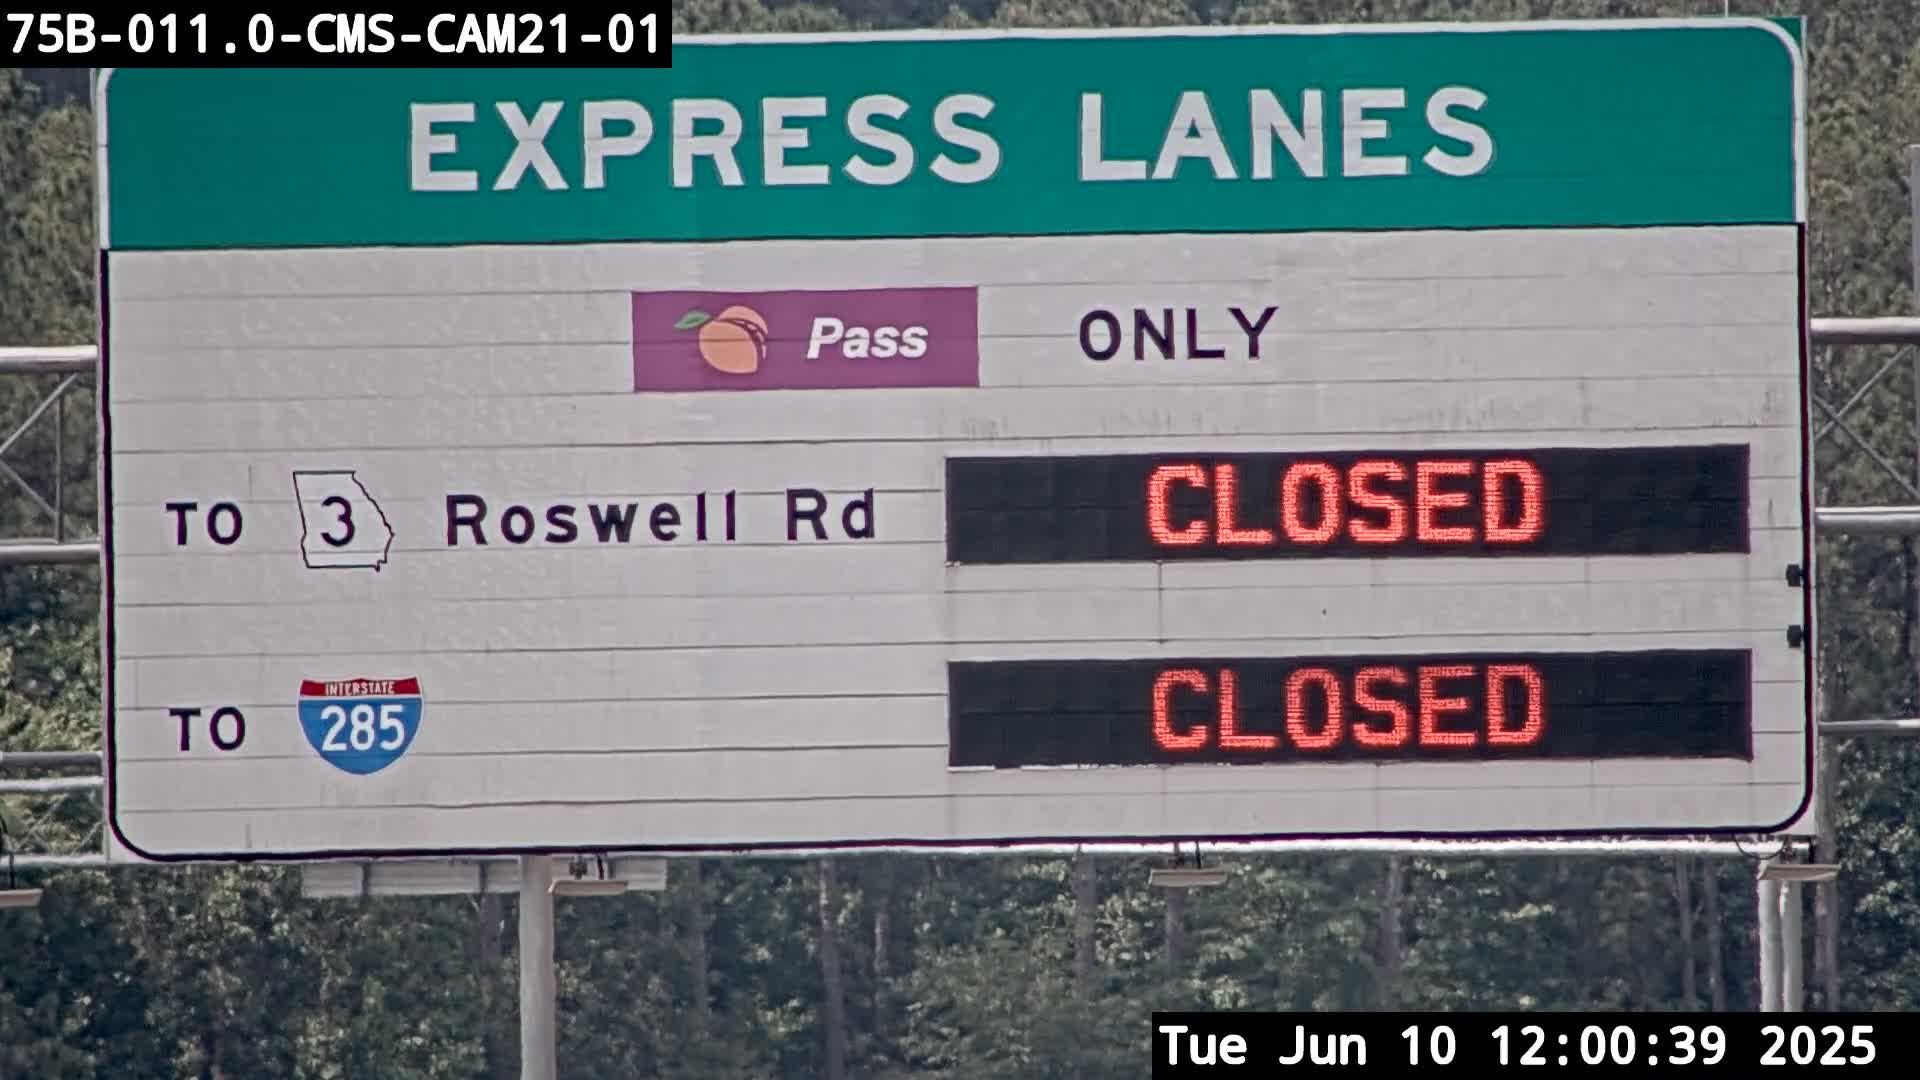 75B-011.0-CMS-CAM21-01
EXPRESS LANES
Pass ONLY
TO 3 Roswell Rd CLOSED
INTERSTATE
TO 285 CLOSED
Tue Jun 10 12:00:39 2025